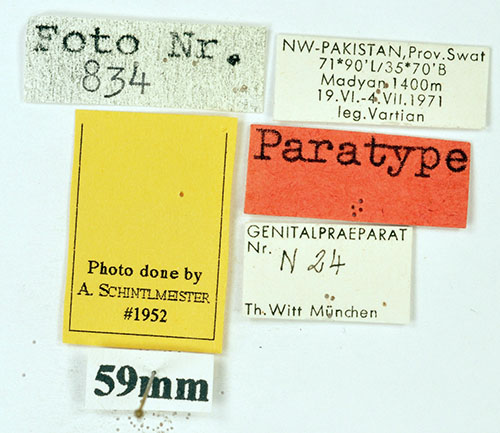 Foto Nr.
834
NW-PAKISTAN, Prov. Swat
71*90'L/35*70'B
Madyan 1400m
19.VI.-4.VII.1971
leg. Vartian
Paratype
Photo done by
A. SCHINTLMEISTER
#1952
GENITALPRAEPARAT
Nr. N 24
Th. Witt München
59mm